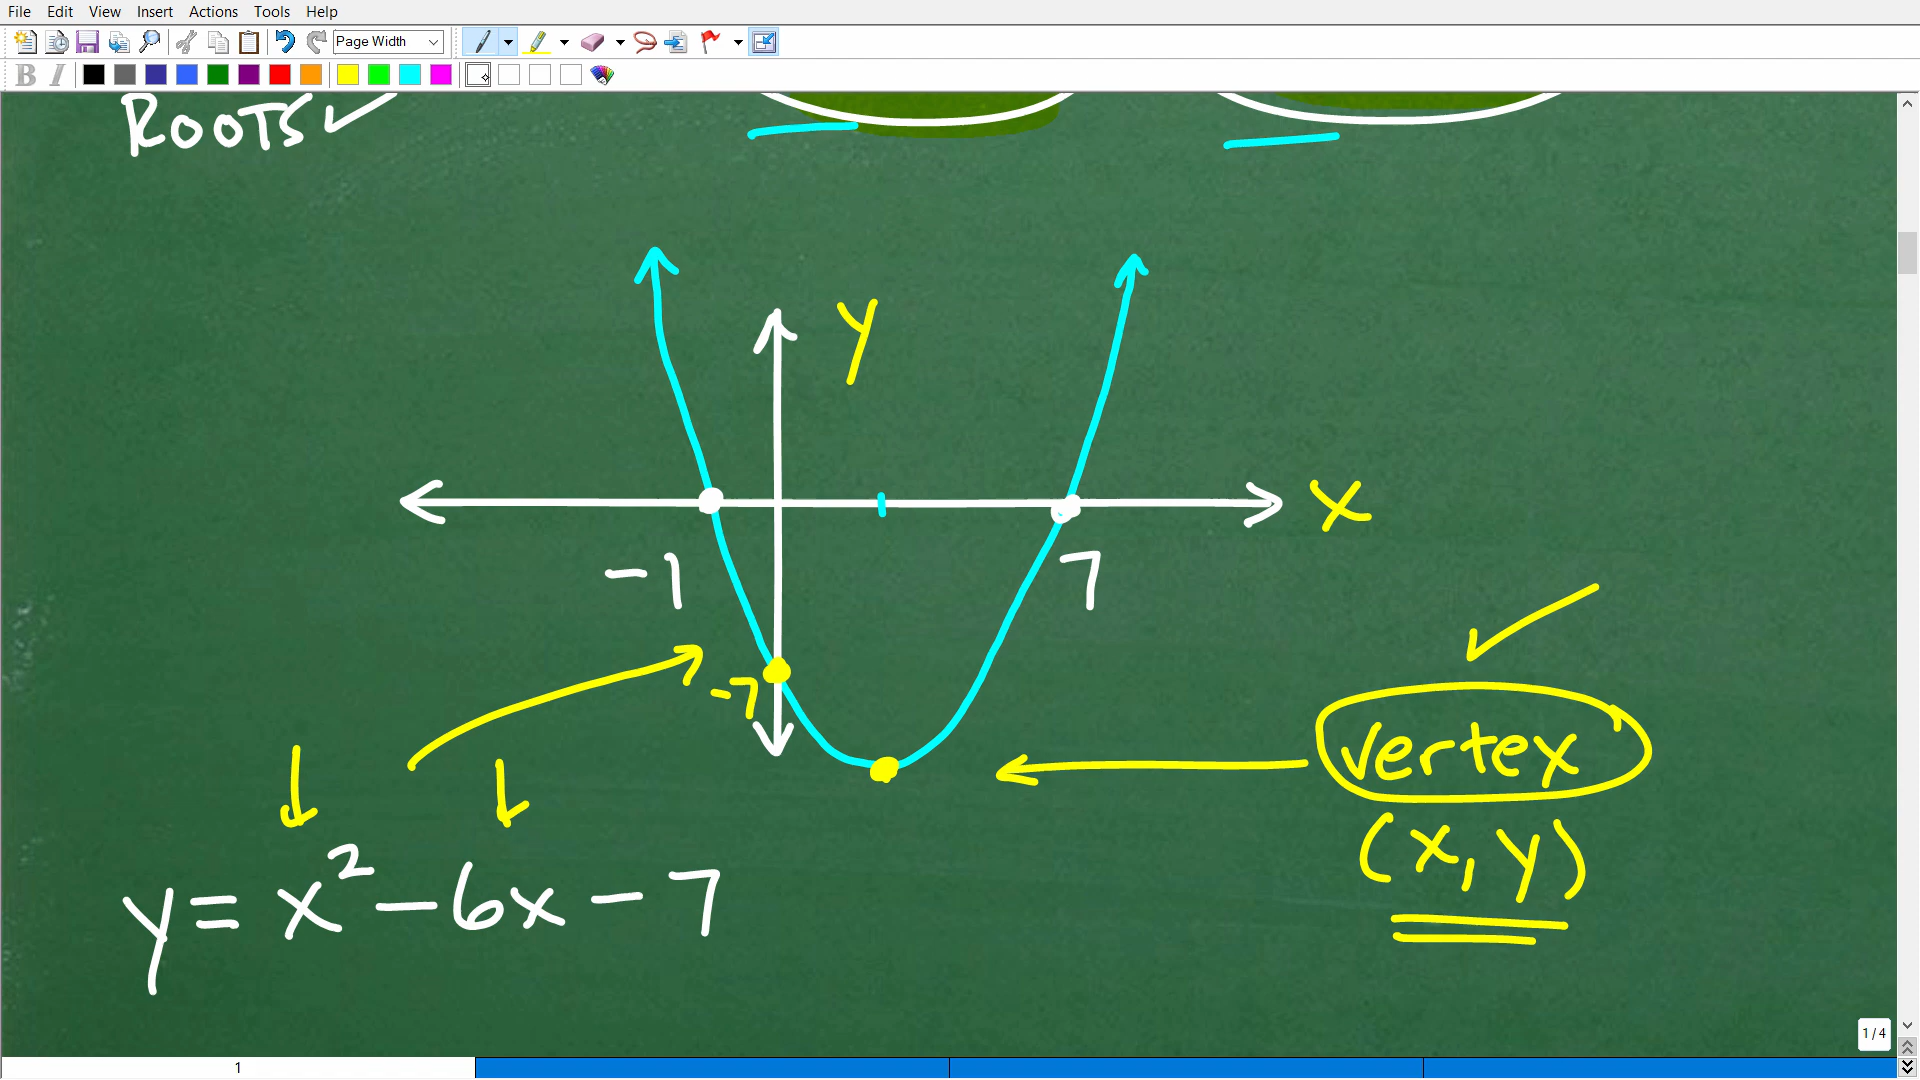 File Edit View Insert Actions Tools Help
Page Width
B I
ROOTS
y
x
-1
7
-7
vertex
(x, y)
y = x² - 6x - 7
1 / 4
1